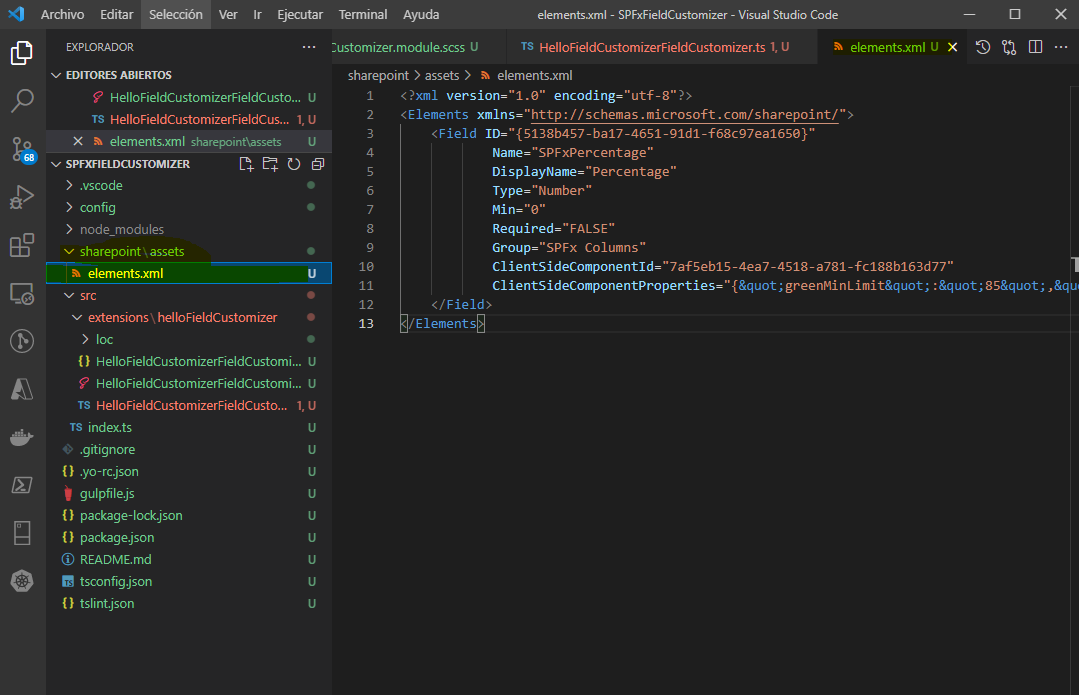 Archivo Editar Selección Ver Ir Ejecutar Terminal Ayuda elements.xml - SPFxFieldCustomizer - Visual Studio Code
EXPLORADOR ···
Customizer.module.scss U TS HelloFieldCustomizerFieldCustomizer.ts 1, U elements.xml U
EDITORES ABIERTOS
HelloFieldCustomizerFieldCusto... U
TS HelloFieldCustomizerFieldCus... 1, U
elements.xml sharepoint\assets U
SPFXFIELDCUSTOMIZER
68
.vscode
config
node_modules
sharepoint\assets
elements.xml U
src
extensions\helloFieldCustomizer
loc
{} HelloFieldCustomizerFieldCustomi... U
HelloFieldCustomizerFieldCustomi... U
TS HelloFieldCustomizerFieldCusto... 1, U
TS index.ts U
.gitignore U
{} .yo-rc.json U
gulpfile.js U
{} package-lock.json U
{} package.json U
README.md U
TS tsconfig.json U
{} tslint.json U
sharepoint > assets > elements.xml
1 <?xml version="1.0" encoding="utf-8"?>
2 <Elements xmlns="http://schemas.microsoft.com/sharepoint/">
3 <Field ID="{5138b457-ba17-4651-91d1-f68c97ea1650}"
4 Name="SPFxPercentage"
5 DisplayName="Percentage"
6 Type="Number"
7 Min="0"
8 Required="FALSE"
9 Group="SPFx Columns"
10 ClientSideComponentId="7af5eb15-4ea7-4518-a781-fc188b163d77"
11 ClientSideComponentProperties="{&quot;greenMinLimit&quot;:&quot;85&quot;,&qu
12 </Field>
13 </Elements>